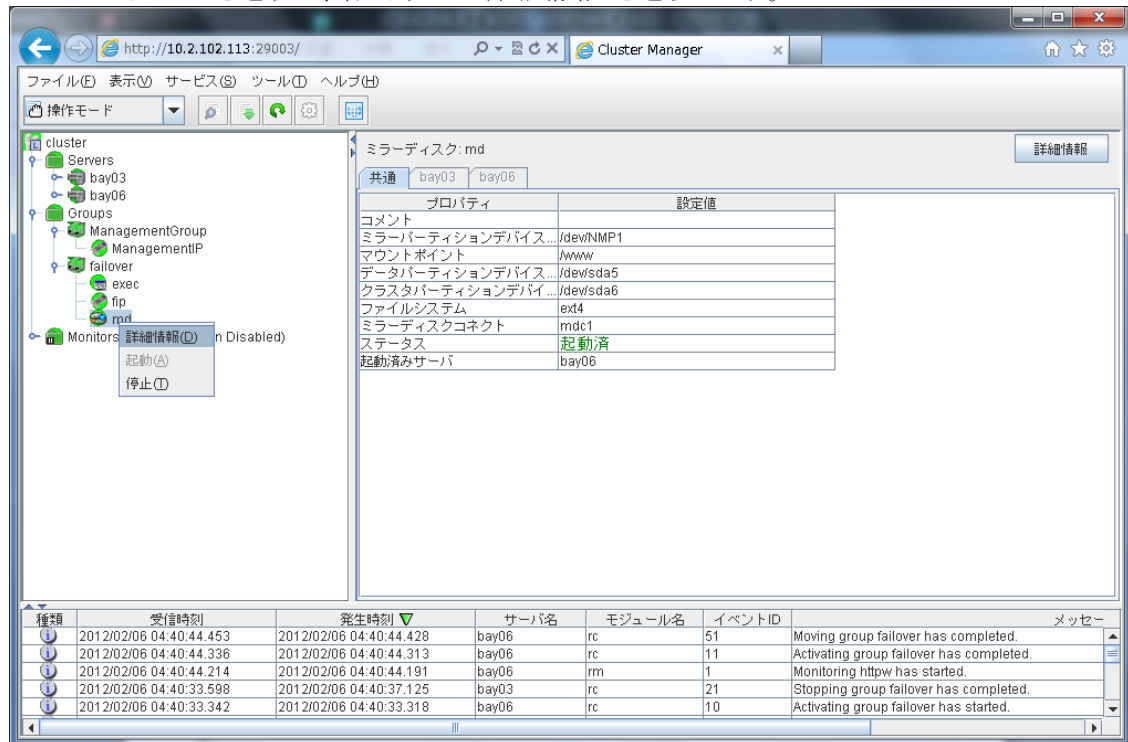 http://10.2.102.113:29003/
Cluster Manager
ファイル(F) 表示(V) サービス(S) ツール(T) ヘルプ(H)
操作モード
cluster
Servers
bay03
bay06
Groups
ManagementGroup
ManagementIP
failover
exec
fip
md
Monitors
n Disabled)
詳細情報(D)
起動(A)
停止(T)
ミラーディスク: md
詳細情報
共通 bay03 bay06
プロパティ 設定値
コメント
ミラーパーティションデバイス... /dev/NMP1
マウントポイント /www
データパーティションデバイス... /dev/sda5
クラスタパーティションデバイ... /dev/sda6
ファイルシステム ext4
ミラーディスクコネクト mdc1
ステータス 起動済
起動済みサーバ bay06
種類 受信時刻 発生時刻 サーバ名 モジュール名 イベントID メッセー
2012/02/06 04:40:44.453 2012/02/06 04:40:44.428 bay06 rc 51 Moving group failover has completed.
2012/02/06 04:40:44.336 2012/02/06 04:40:44.313 bay06 rc 11 Activating group failover has completed.
2012/02/06 04:40:44.214 2012/02/06 04:40:44.191 bay06 rm 1 Monitoring httpw has started.
2012/02/06 04:40:33.598 2012/02/06 04:40:37.125 bay03 rc 21 Stopping group failover has completed.
2012/02/06 04:40:33.342 2012/02/06 04:40:33.318 bay06 rc 10 Activating group failover has started.